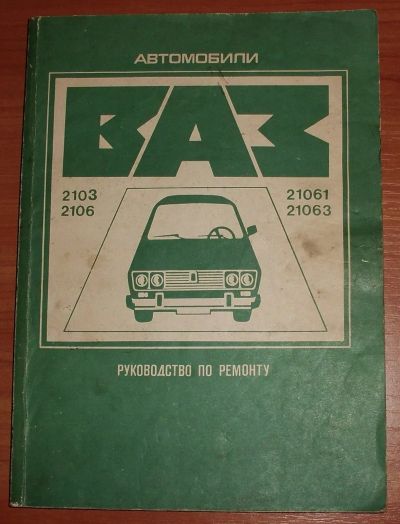 АВТОМОБИЛИ
ВАЗ
2103 21061
2106 21063
РУКОВОДСТВО ПО РЕМОНТУ